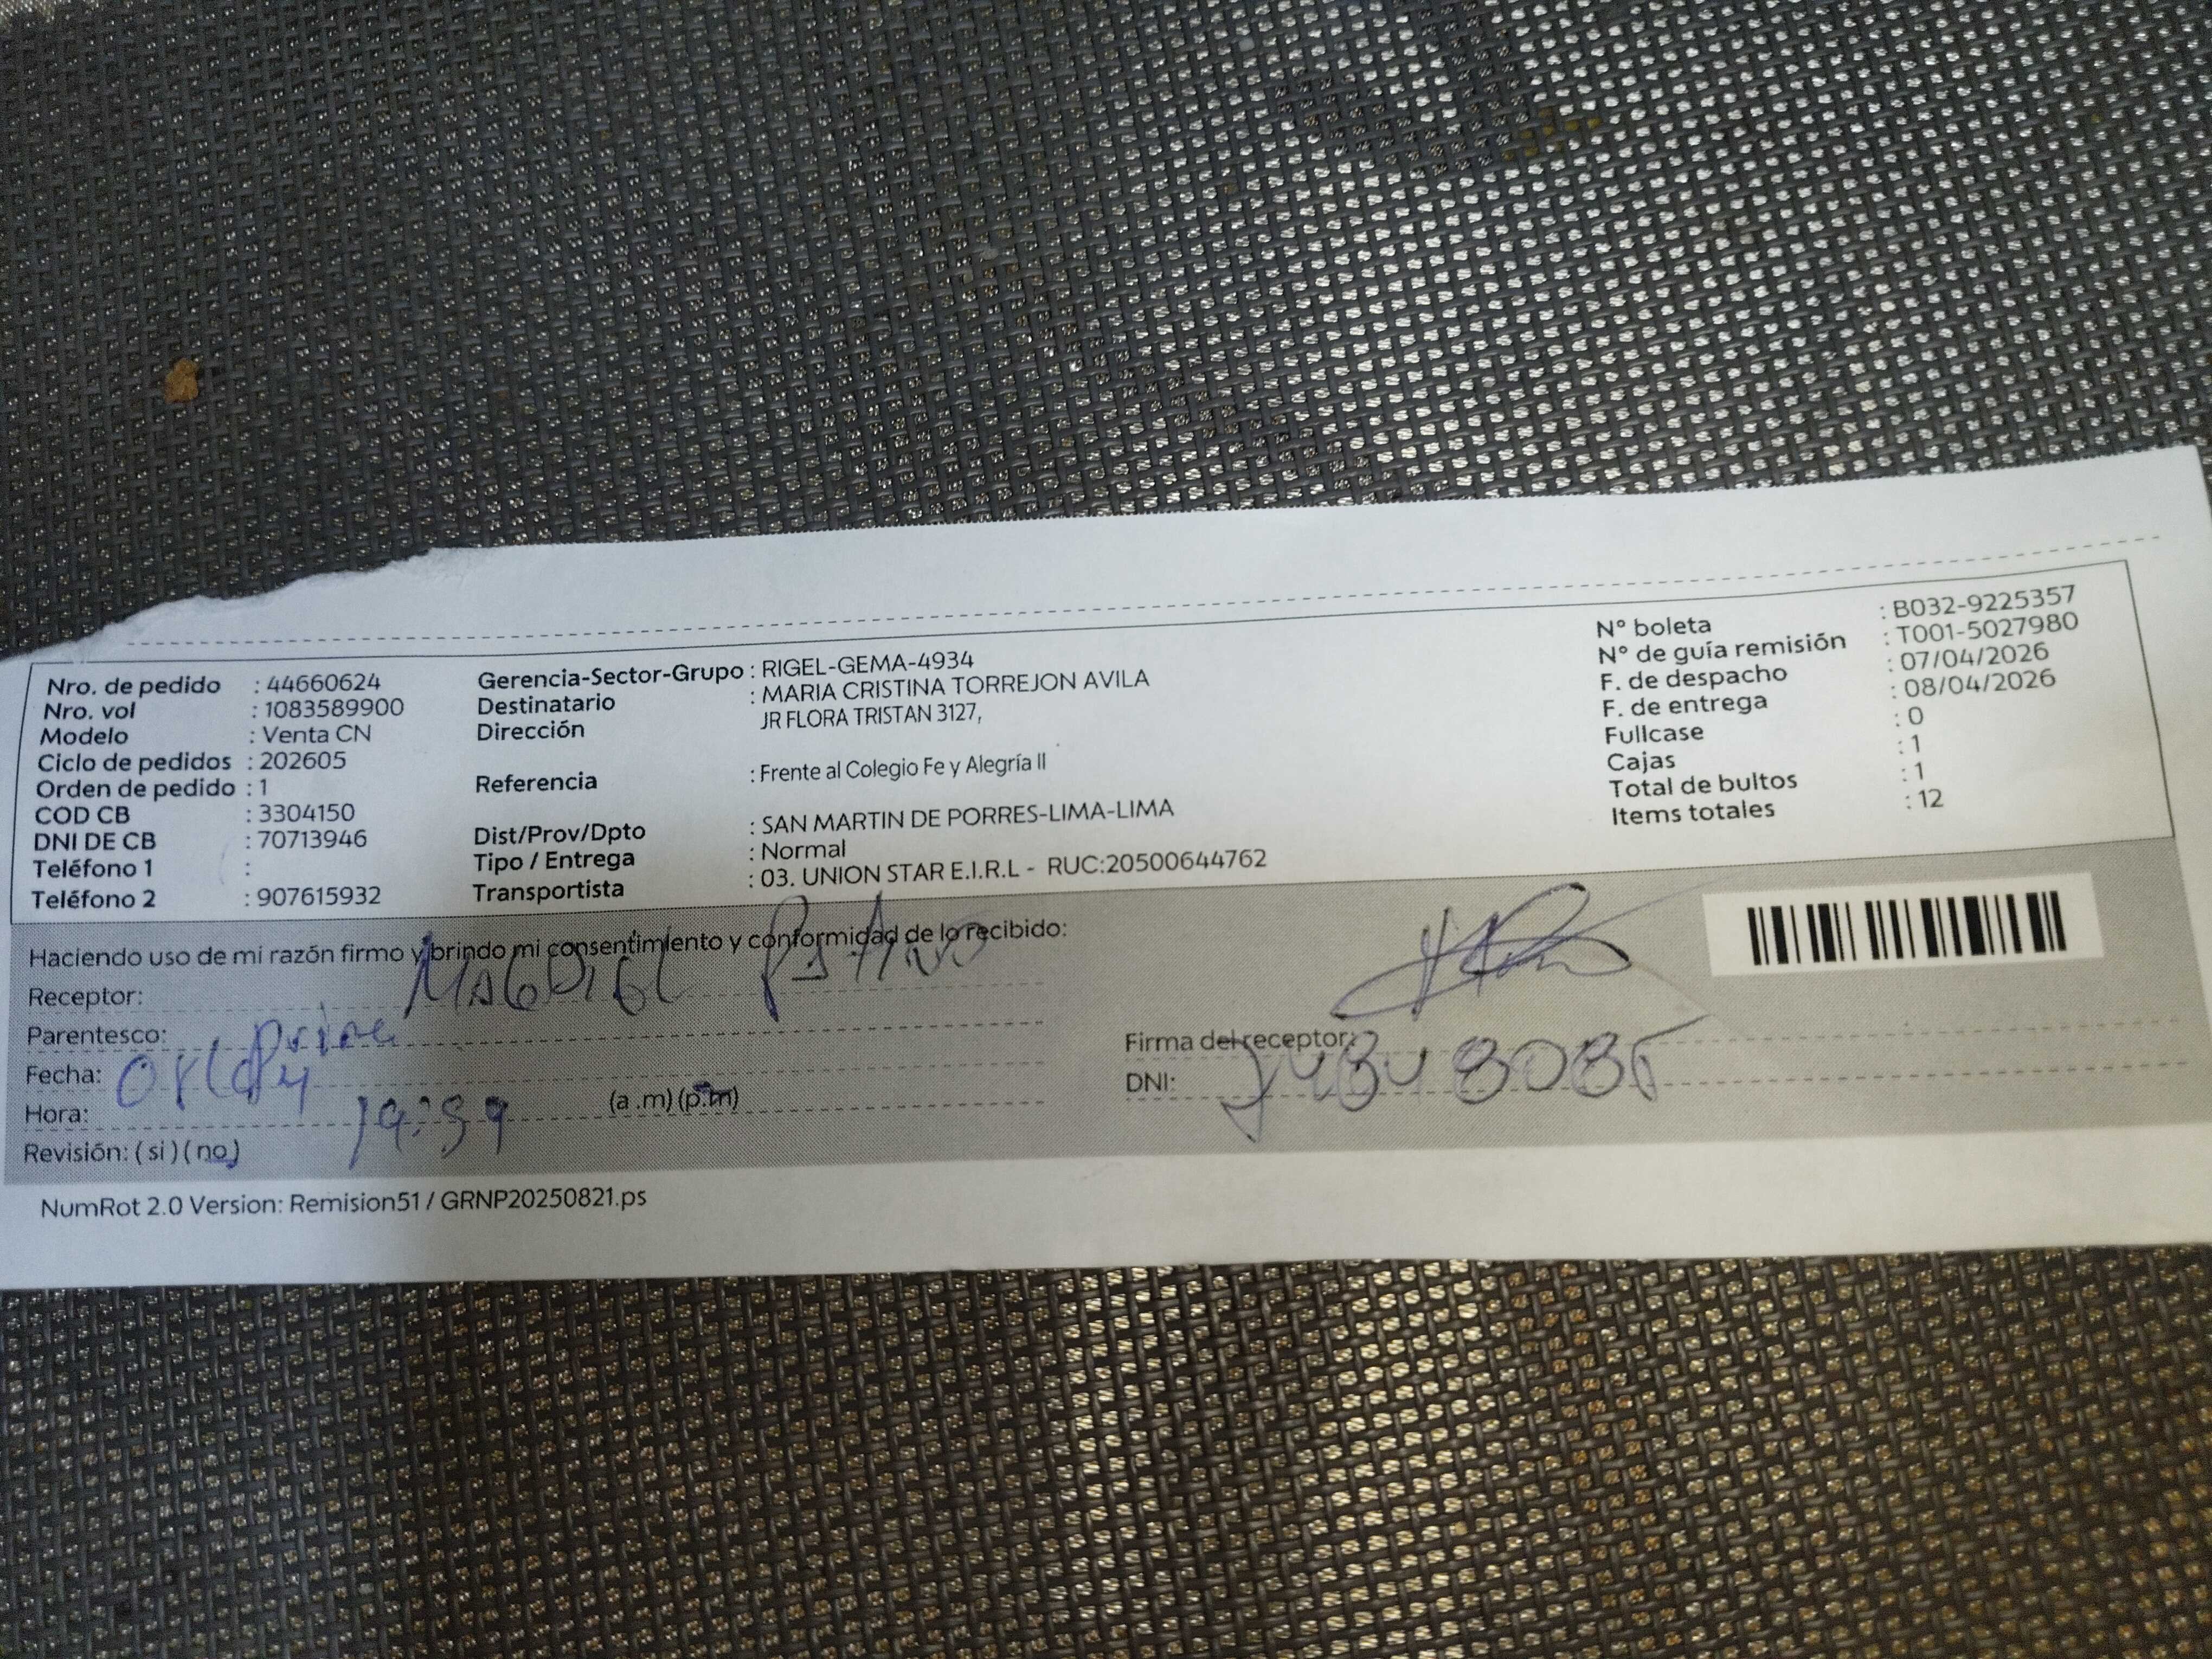 Nro. de pedido : 44660624
Nro. vol : 1083589900
Modelo : Venta CN
Ciclo de pedidos : 202605
Orden de pedido : 1
COD CB : 3304150
DNI DE CB : 70713946
Teléfono 1 :
Teléfono 2 : 907615932
Gerencia-Sector-Grupo : RIGEL-GEMA-4934
Destinatario : MARIA CRISTINA TORREJON AVILA
Dirección JR FLORA TRISTAN 3127,
Referencia : Frente al Colegio Fe y Alegría II
Dist/Prov/Dpto : SAN MARTIN DE PORRES-LIMA-LIMA
Tipo / Entrega : Normal
Transportista : 03. UNION STAR E.I.R.L - RUC:20500644762
N° boleta : B032-9225357
N° de guía remisión : T001-5027980
F. de despacho : 07/04/2026
F. de entrega : 08/04/2026
Fullcase : 0
Cajas : 1
Total de bultos : 1
Items totales : 12
Haciendo uso de mi razón firmo y brindo mi consentimiento y conformidad de lo recibido:
Receptor:
Parentesco:
Fecha:
Hora: (a .m) (p.m)
Revisión: ( si ) ( no )
Firma del receptor:
DNI:
NumRot 2.0 Version: Remision51 / GRNP20250821.ps